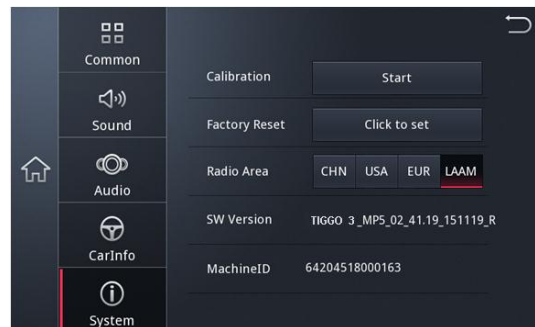 Common
Sound
Audio
CarInfo
System
Calibration Start
Factory Reset Click to set
Radio Area CHN USA EUR LAAM
SW Version TIGGO 3_MP5_02_41.19_151119_R
MachineID 64204518000163